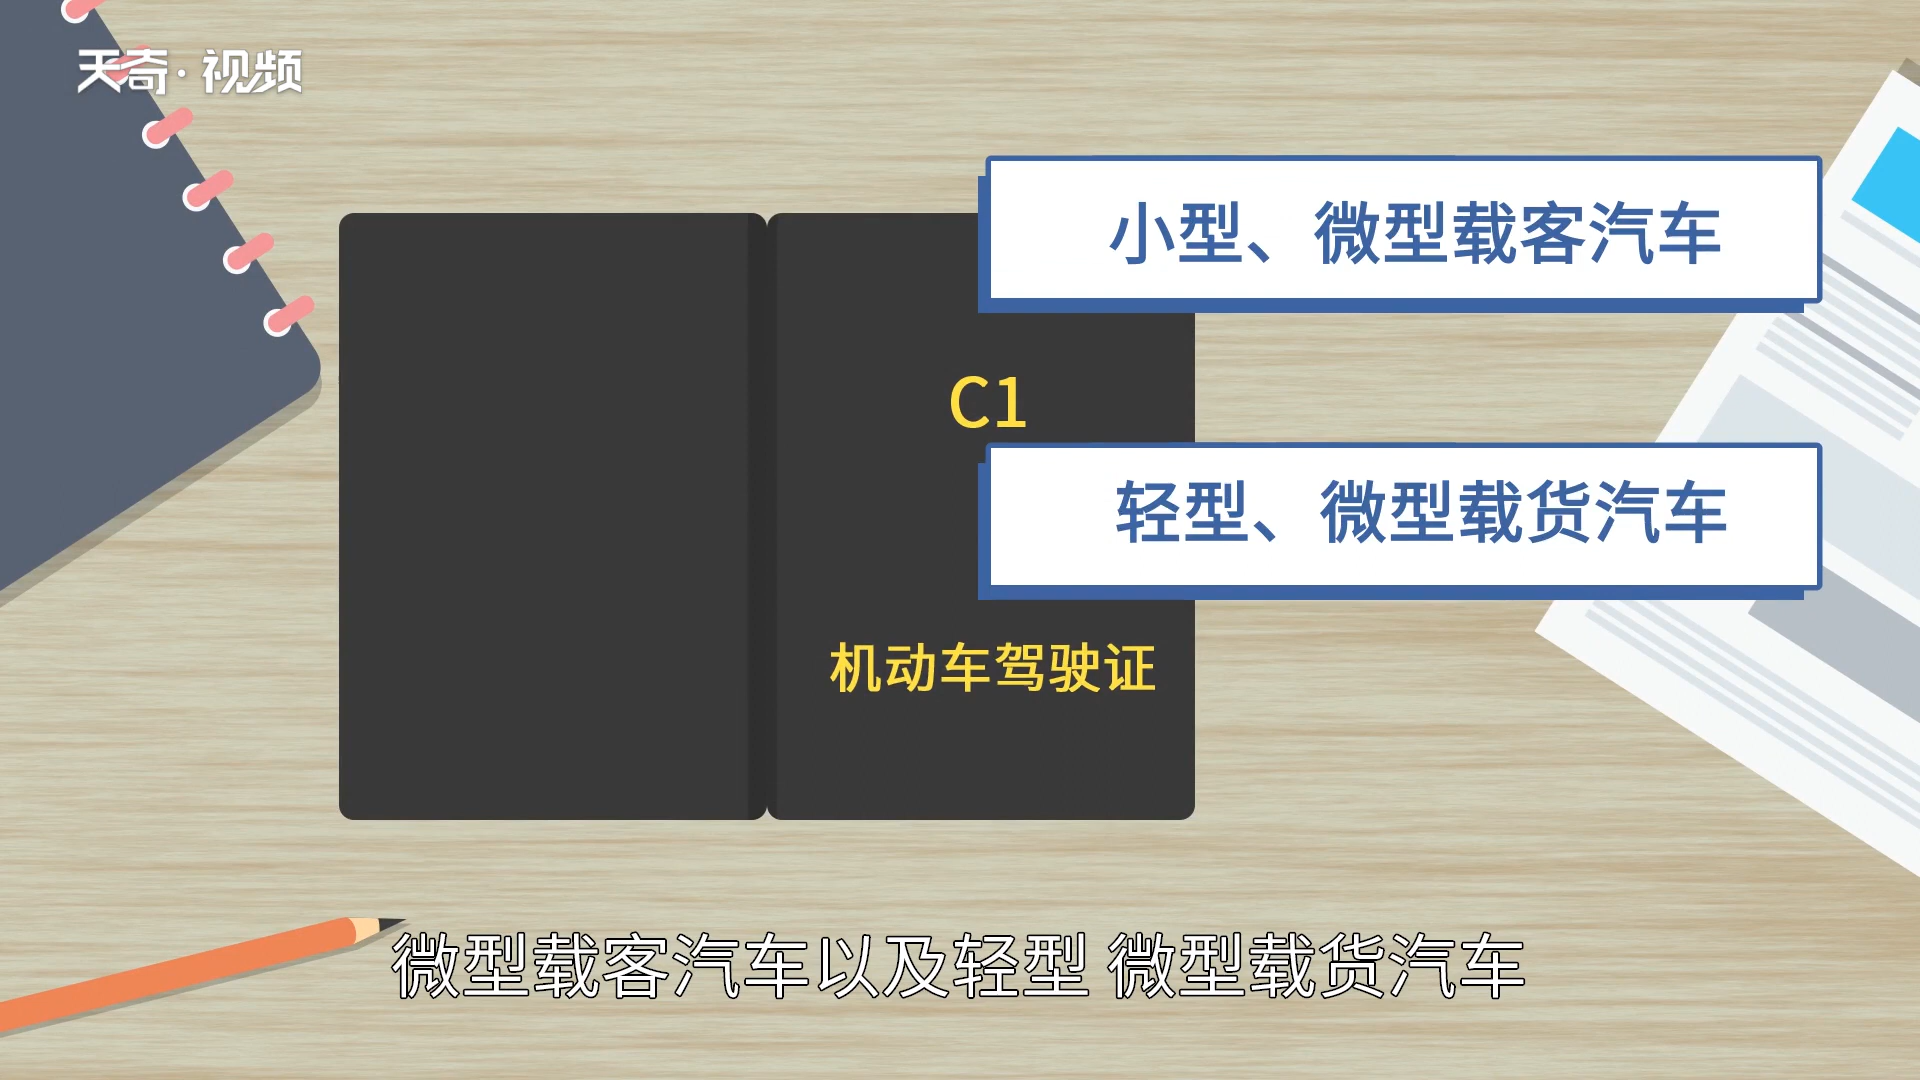 天奇·视频
小型、微型载客汽车
C1
轻型、微型载货汽车
机动车驾驶证
微型载客汽车以及轻型 微型载货汽车